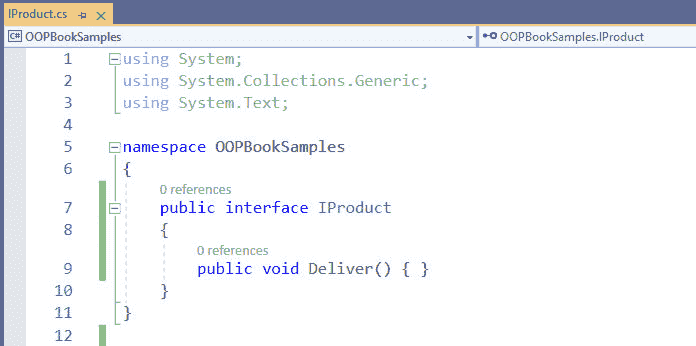 IProduct.cs
C# OOPBookSamples
OOPBookSamples.IProduct
1 using System;
2 using System.Collections.Generic;
3 using System.Text;
4
5 namespace OOPBookSamples
6 {
0 references
7 public interface IProduct
8 {
0 references
9 public void Deliver() { }
10 }
11 }
12